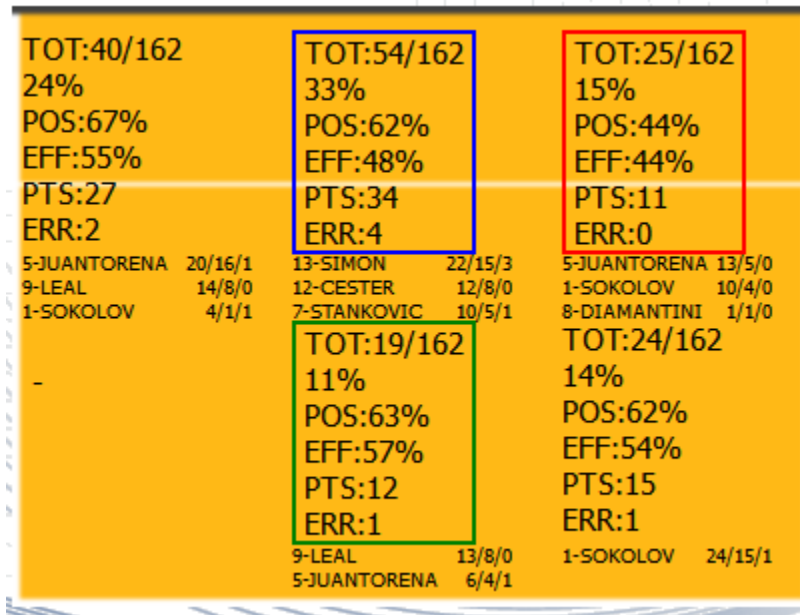 TOT:40/162
24%
POS:67%
EFF:55%
PTS:27
ERR:2
5-JUANTORENA 20/16/1
9-LEAL 14/8/0
1-SOKOLOV 4/1/1
TOT:54/162
33%
POS:62%
EFF:48%
PTS:34
ERR:4
13-SIMON 22/15/3
12-CESTER 12/8/0
7-STANKOVIC 10/5/1
TOT:25/162
15%
POS:44%
EFF:44%
PTS:11
ERR:0
5-JUANTORENA 13/5/0
1-SOKOLOV 10/4/0
8-DIAMANTINI 1/1/0
-
TOT:19/162
11%
POS:63%
EFF:57%
PTS:12
ERR:1
9-LEAL 13/8/0
5-JUANTORENA 6/4/1
TOT:24/162
14%
POS:62%
EFF:54%
PTS:15
ERR:1
1-SOKOLOV 24/15/1